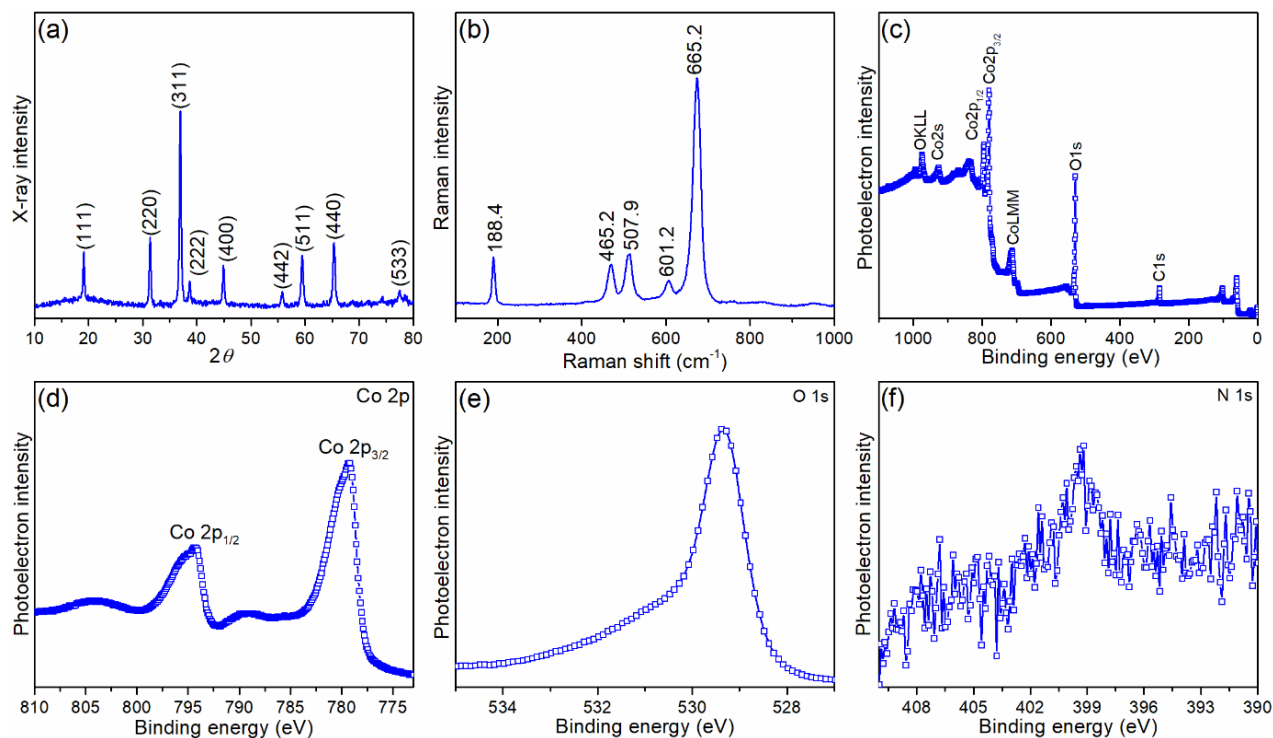 (a)
X-ray intensity
(111)
(220)
(311)
(222)
(400)
(442)
(511)
(440)
(533)
10 20 30 40 50 60 70 80
2θ
(b)
Raman intensity
188.4
465.2
507.9
601.2
665.2
200 400 600 800 1000
Raman shift (cm⁻¹)
(c)
Photoelectron intensity
OKLL
Co2s
Co2p₁/₂
Co2p₃/₂
CoLMM
O1s
C1s
1000 800 600 400 200 0
Binding energy (eV)
(d)
Co 2p
Photoelectron intensity
Co 2p₁/₂
Co 2p₃/₂
810 805 800 795 790 785 780 775
Binding energy (eV)
(e)
O 1s
Photoelectron intensity
534 532 530 528
Binding energy (eV)
(f)
N 1s
Photoelectron intensity
408 405 402 399 396 393 390
Binding energy (eV)